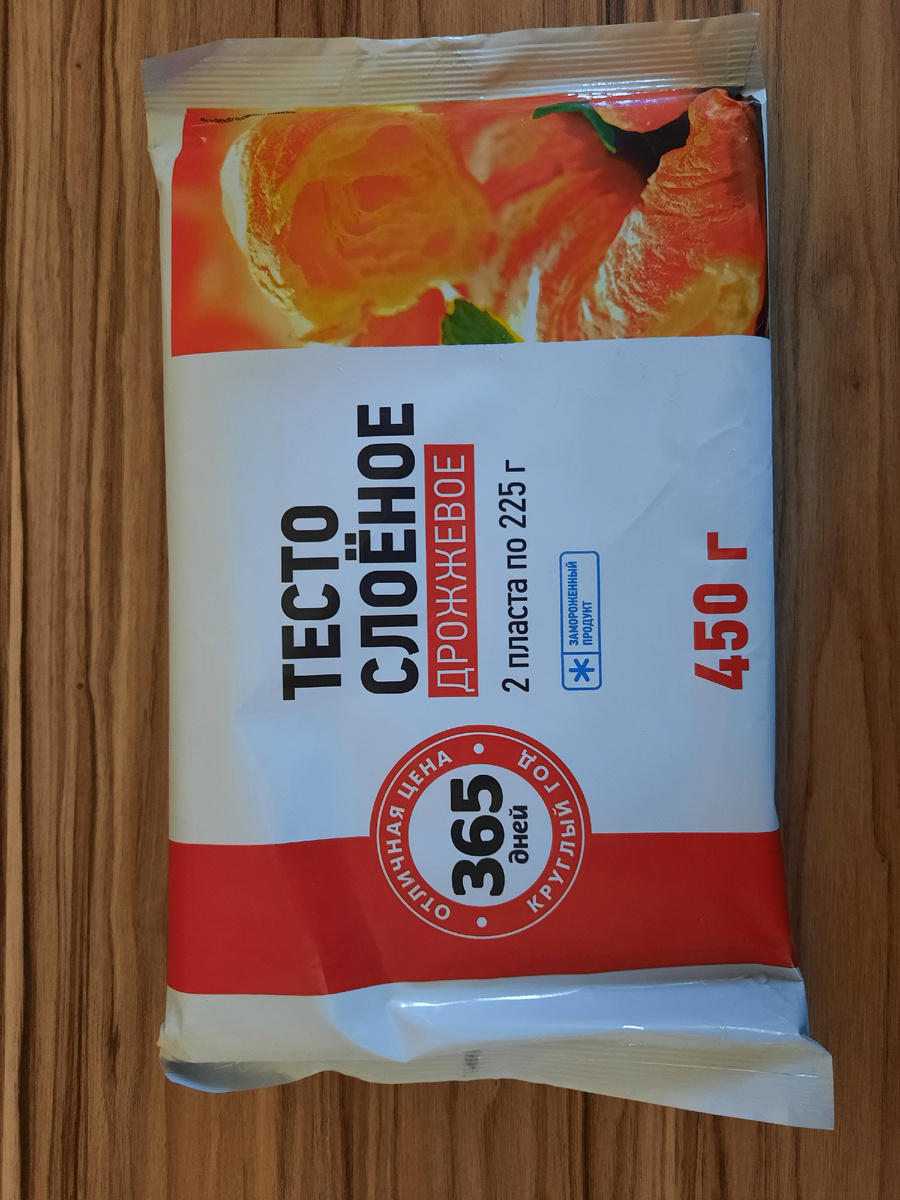 ОТЛИЧНАЯ ЦЕНА
365
дней
КРУГЛЫЙ ГОД
ТЕСТО
СЛОЁНОЕ
ДРОЖЖЕВОЕ
2 пласта по 225 г
ЗАМОРОЖЕННЫЙ
ПРОДУКТ
450 г